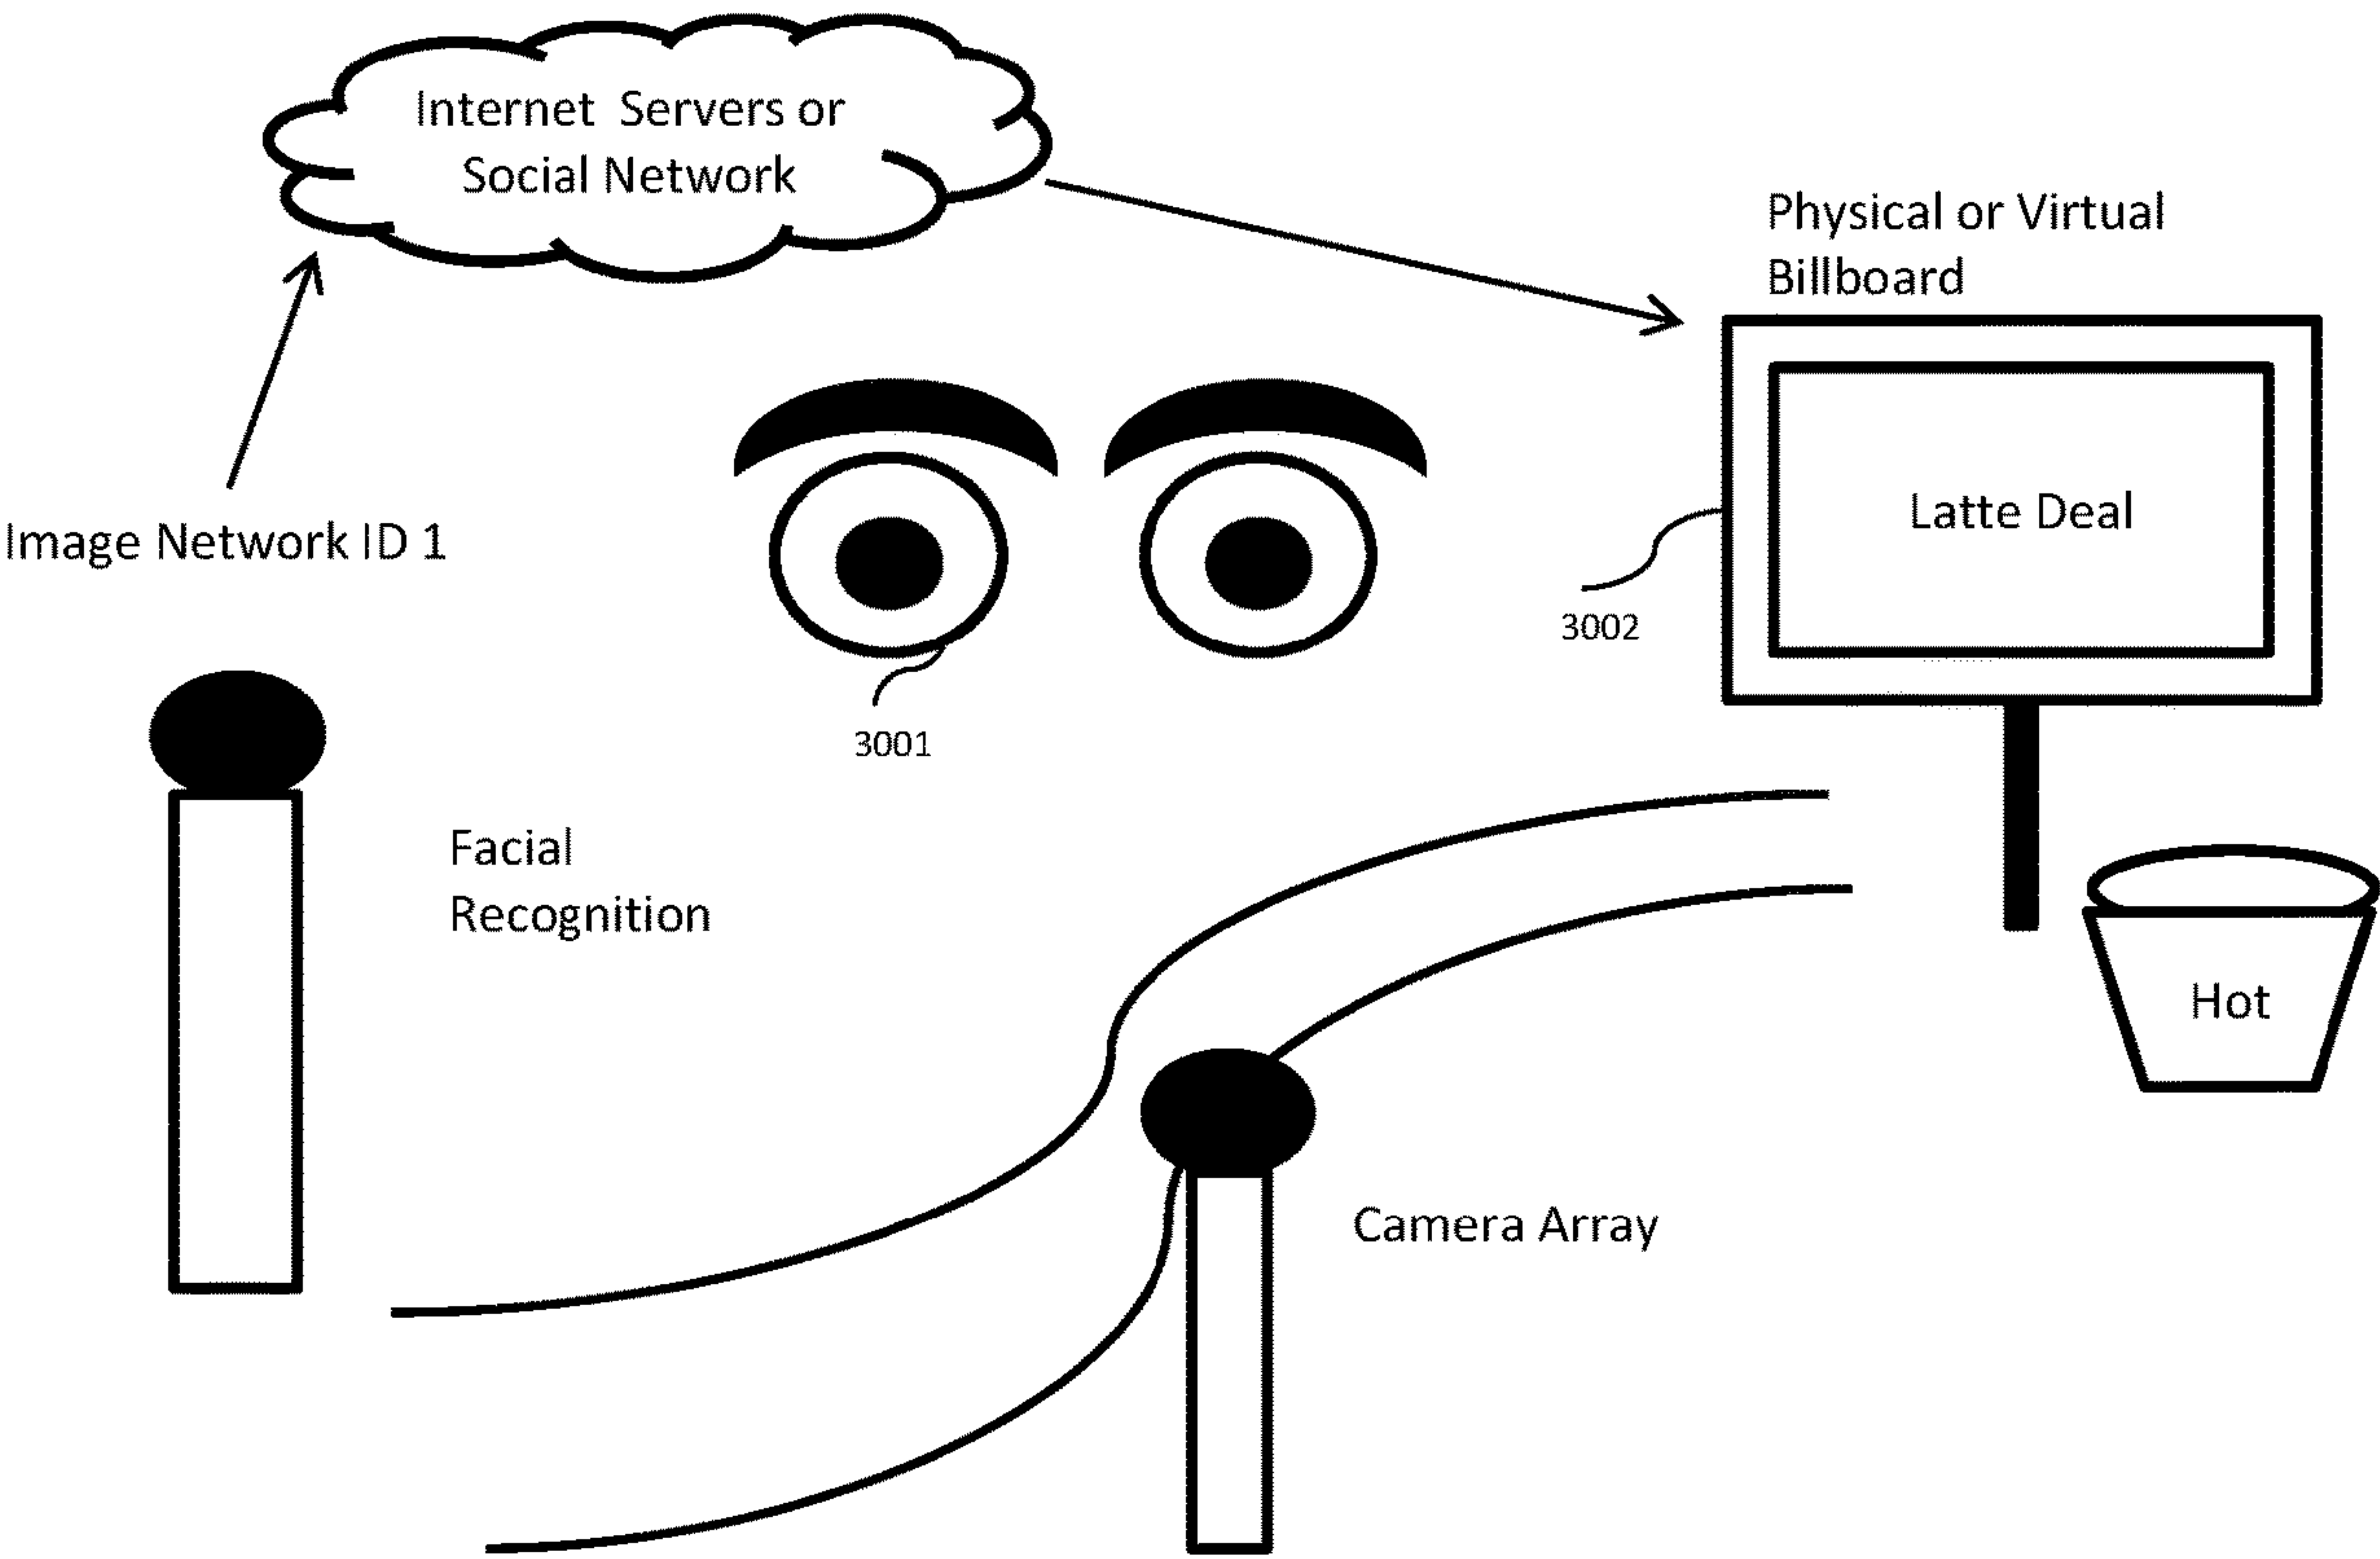 Internet Servers or
Social Network
Physical or Virtual
Billboard
Latte Deal
Image Network ID 1
3002
3001
Facial
Recognition
Hot
Camera Array